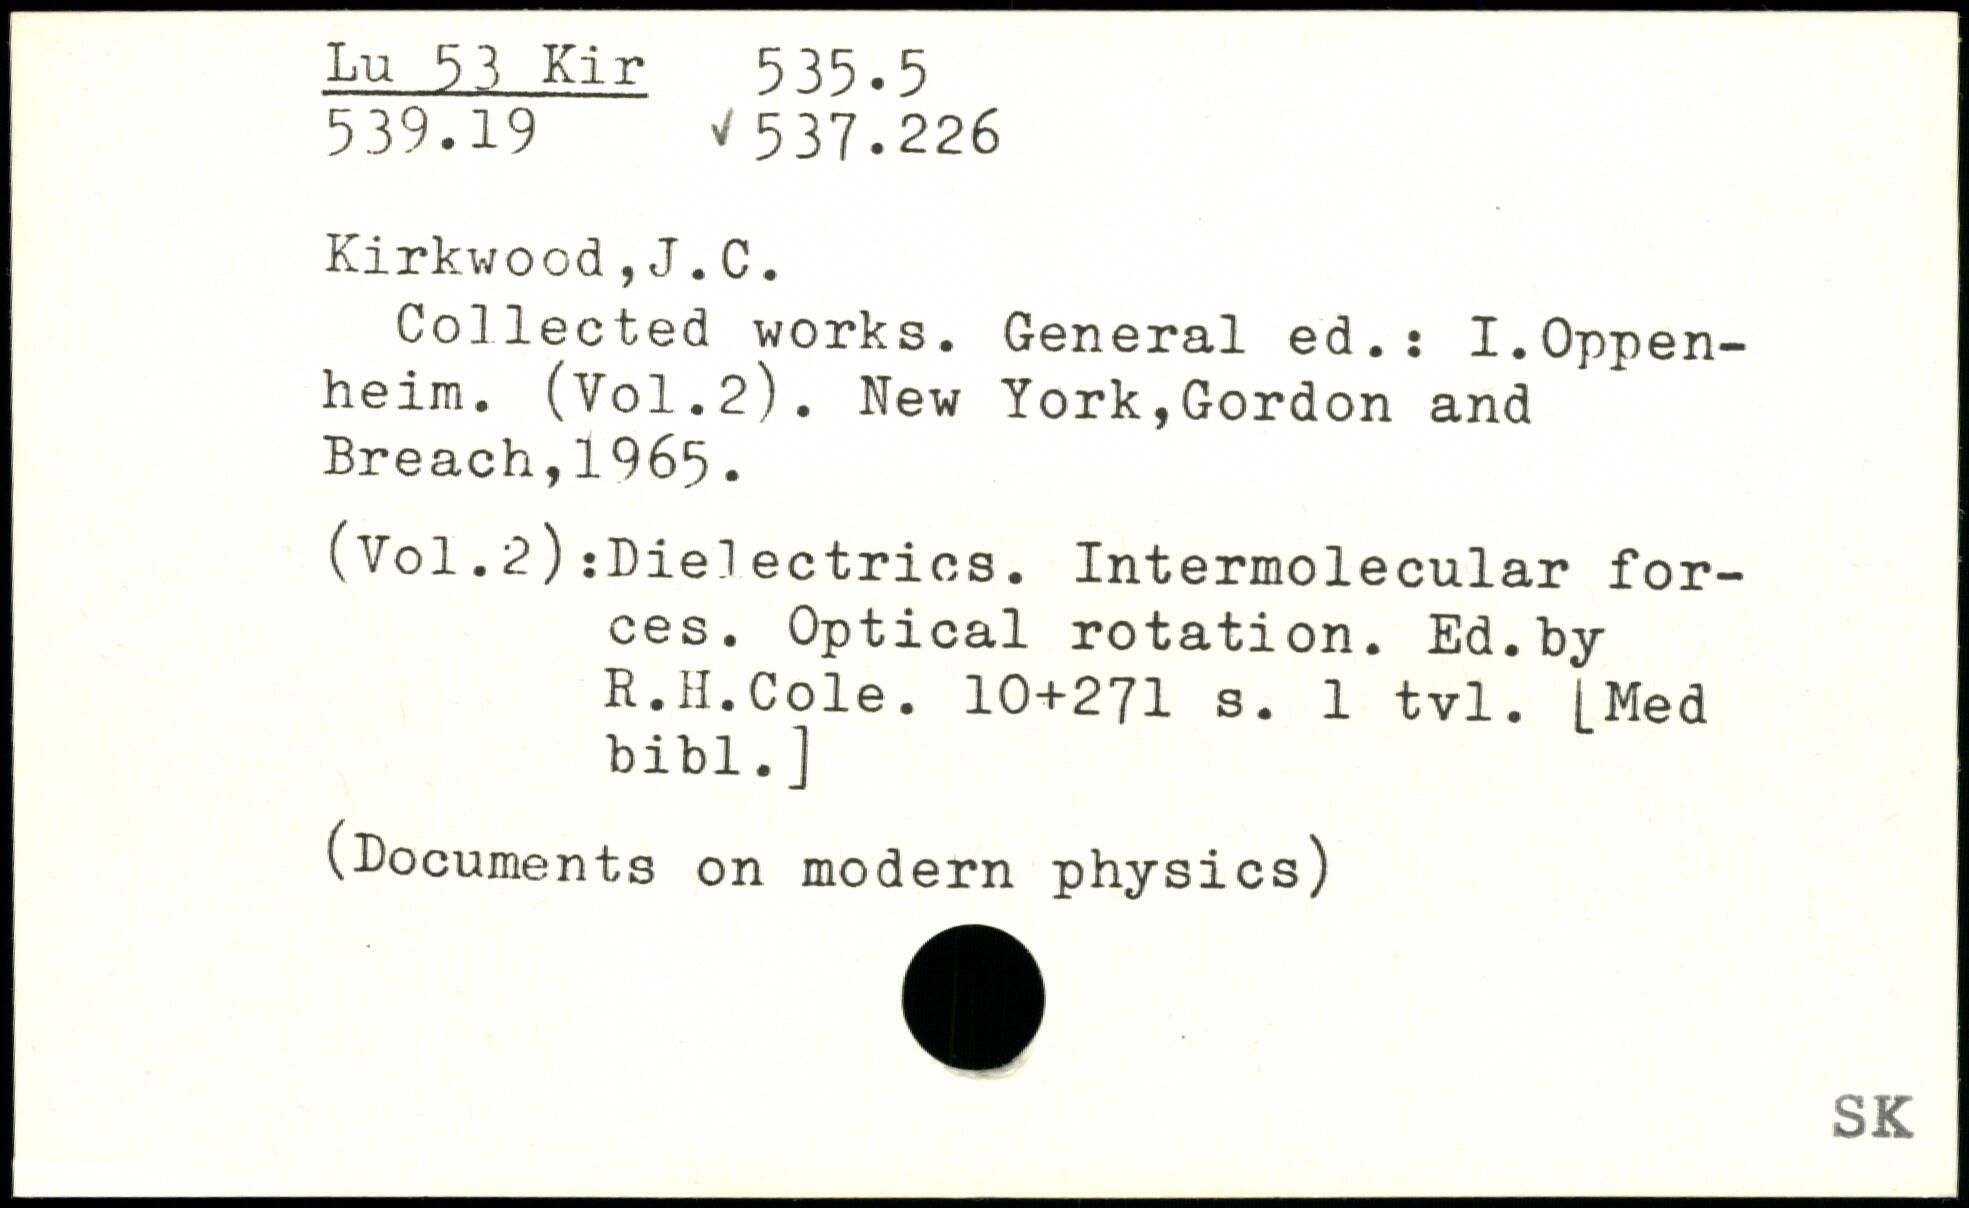 Lu 53 Kir 535.5
539.19 ✓ 537.226
Kirkwood,J.C.
Collected works. General ed.: I.Oppen-
heim. (Vol.2). New York,Gordon and
Breach,1965.
(Vol.2):Dielectrics. Intermolecular for-
ces. Optical rotation. Ed.by
R.H.Cole. 10+271 s. 1 tvl. [Med
bibl.]
(Documents on modern physics)
SK